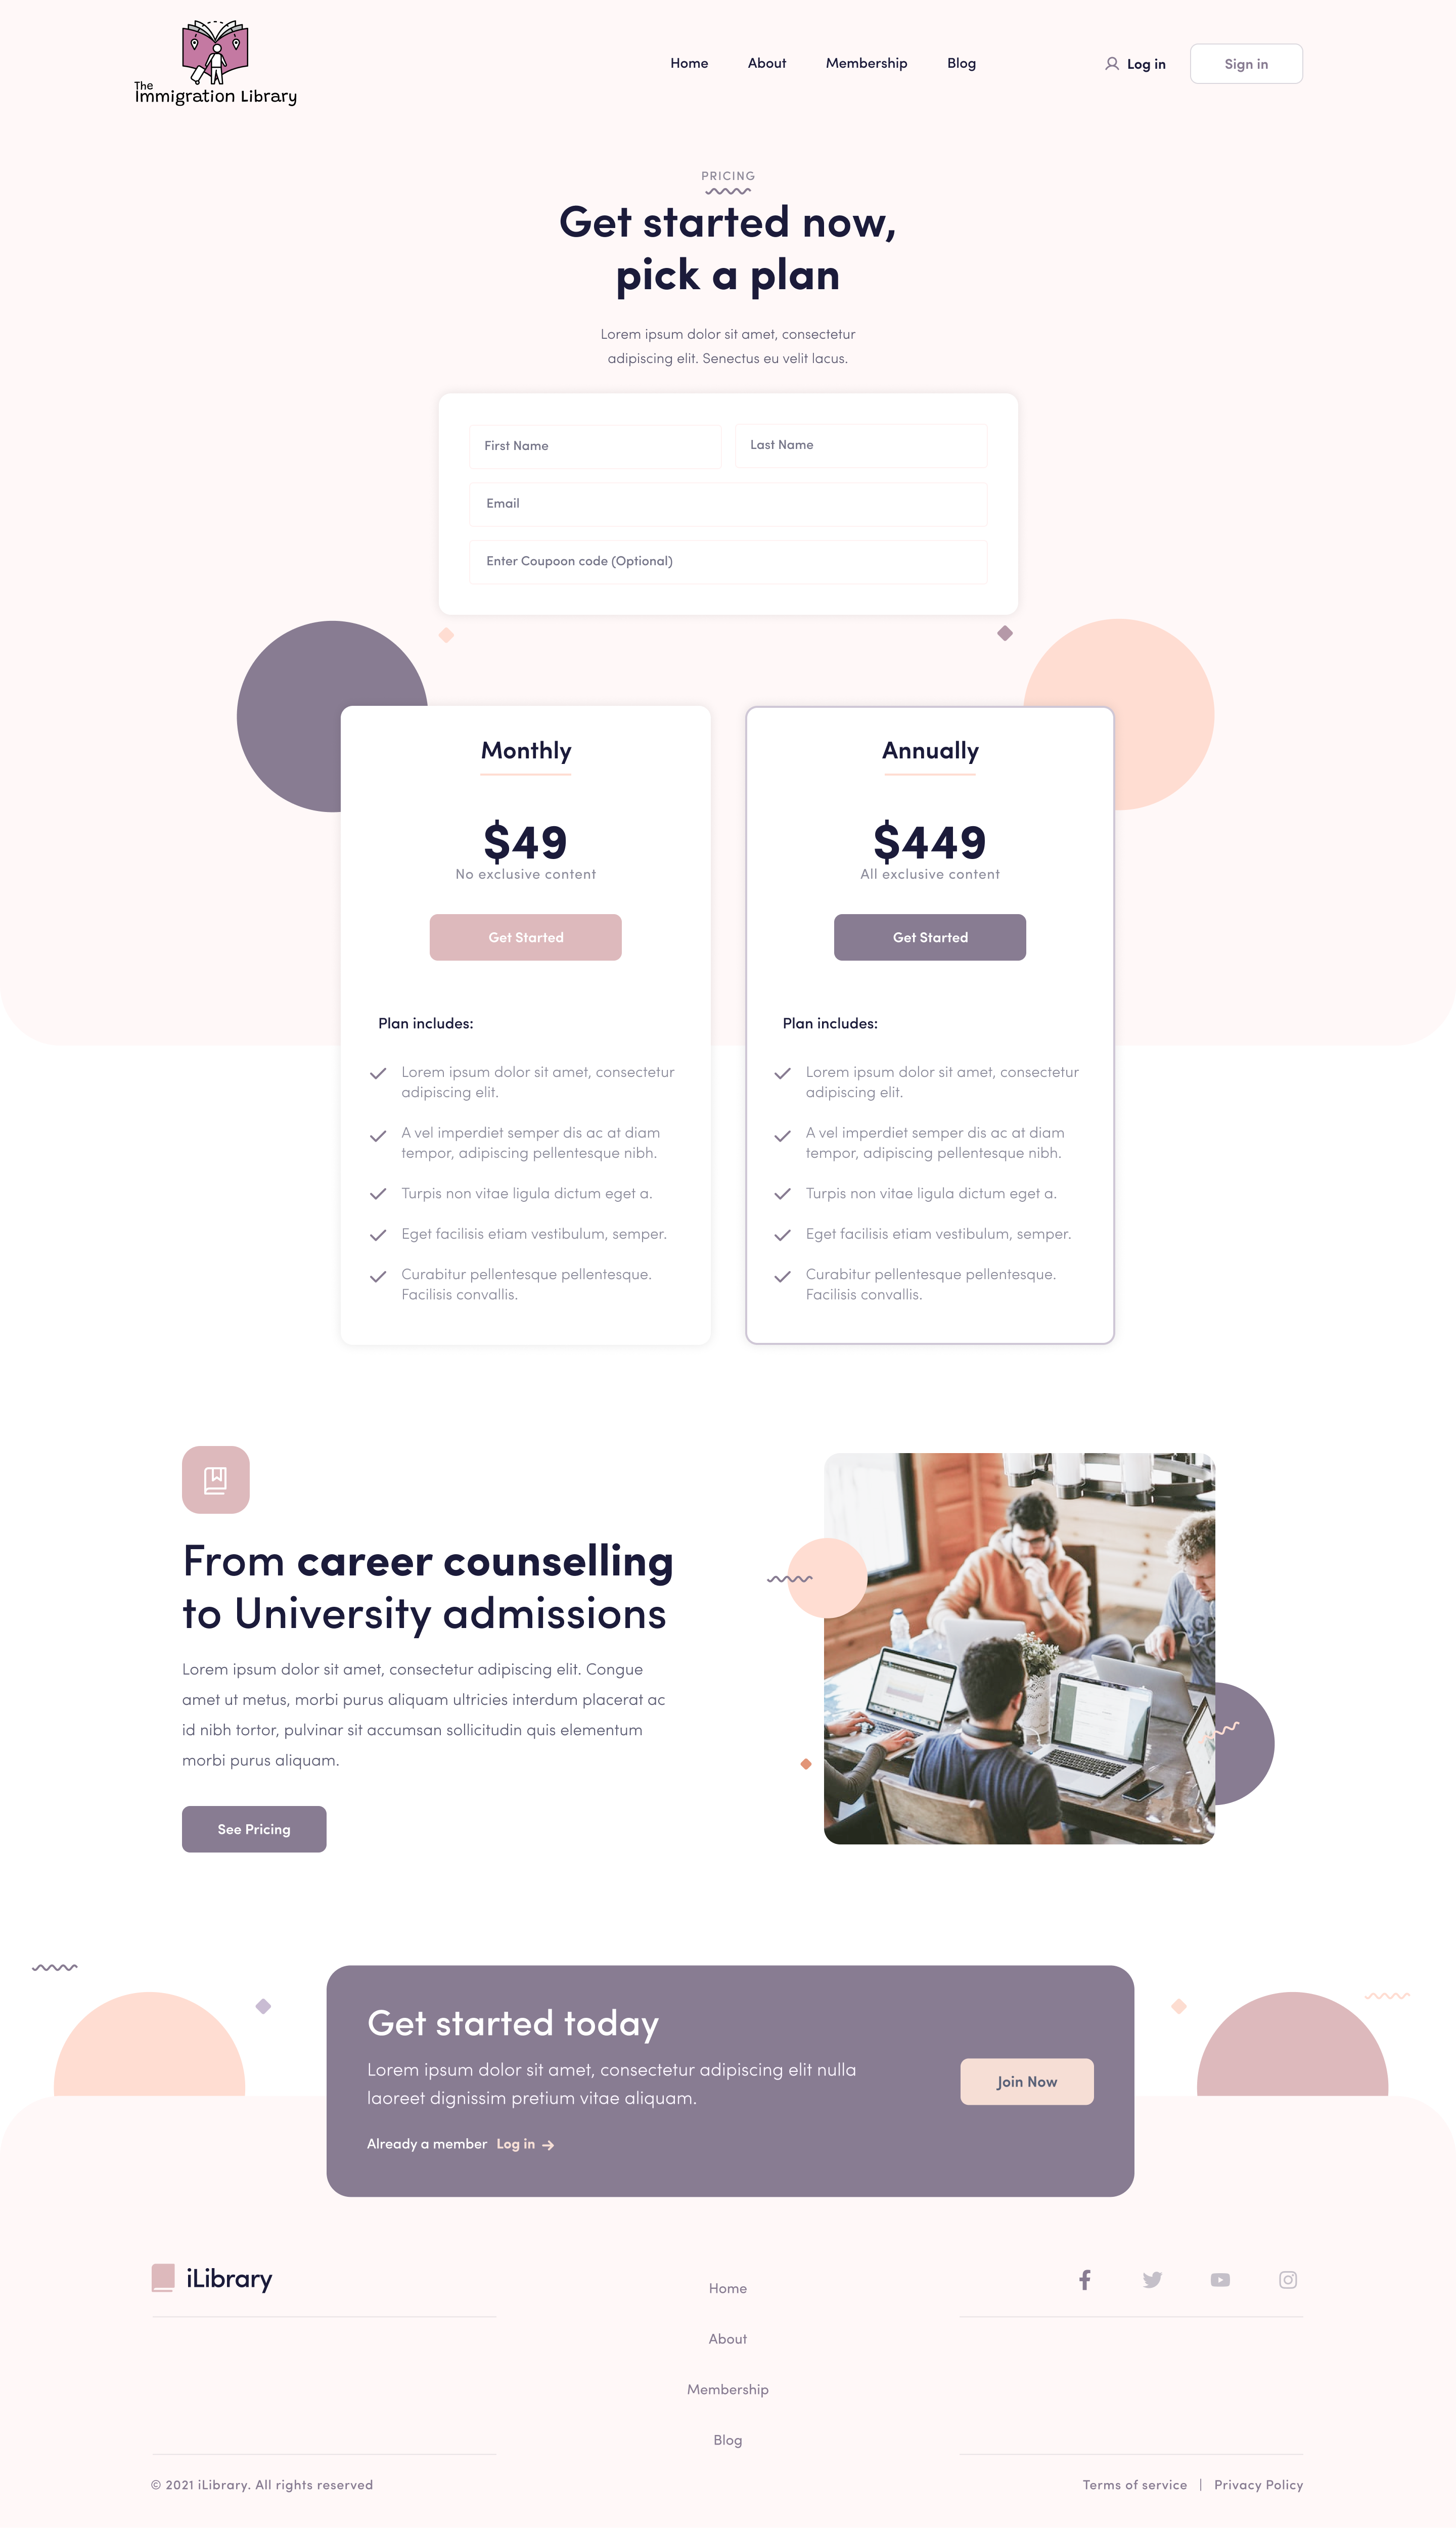 The
Immigration Library
Home About Membership Blog Log in Sign in
PRICING
Get started now,
pick a plan
Lorem ipsum dolor sit amet, consectetur
adipiscing elit. Senectus eu velit lacus.
First Name Last Name
Email
Enter Coupoon code (Optional)
Monthly
$49
No exclusive content
Get Started
Plan includes:
Lorem ipsum dolor sit amet, consectetur
adipiscing elit.
A vel imperdiet semper dis ac at diam
tempor, adipiscing pellentesque nibh.
Turpis non vitae ligula dictum eget a.
Eget facilisis etiam vestibulum, semper.
Curabitur pellentesque pellentesque.
Facilisis convallis.
Annually
$449
All exclusive content
Get Started
Plan includes:
Lorem ipsum dolor sit amet, consectetur
adipiscing elit.
A vel imperdiet semper dis ac at diam
tempor, adipiscing pellentesque nibh.
Turpis non vitae ligula dictum eget a.
Eget facilisis etiam vestibulum, semper.
Curabitur pellentesque pellentesque.
Facilisis convallis.
From career counselling
to University admissions
Lorem ipsum dolor sit amet, consectetur adipiscing elit. Congue
amet ut metus, morbi purus aliquam ultricies interdum placerat ac
id nibh tortor, pulvinar sit accumsan sollicitudin quis elementum
morbi purus aliquam.
See Pricing
Get started today
Lorem ipsum dolor sit amet, consectetur adipiscing elit nulla
laoreet dignissim pretium vitae aliquam.
Already a member Log in
Join Now
iLibrary
Home
About
Membership
Blog
© 2021 iLibrary. All rights reserved
Terms of service | Privacy Policy